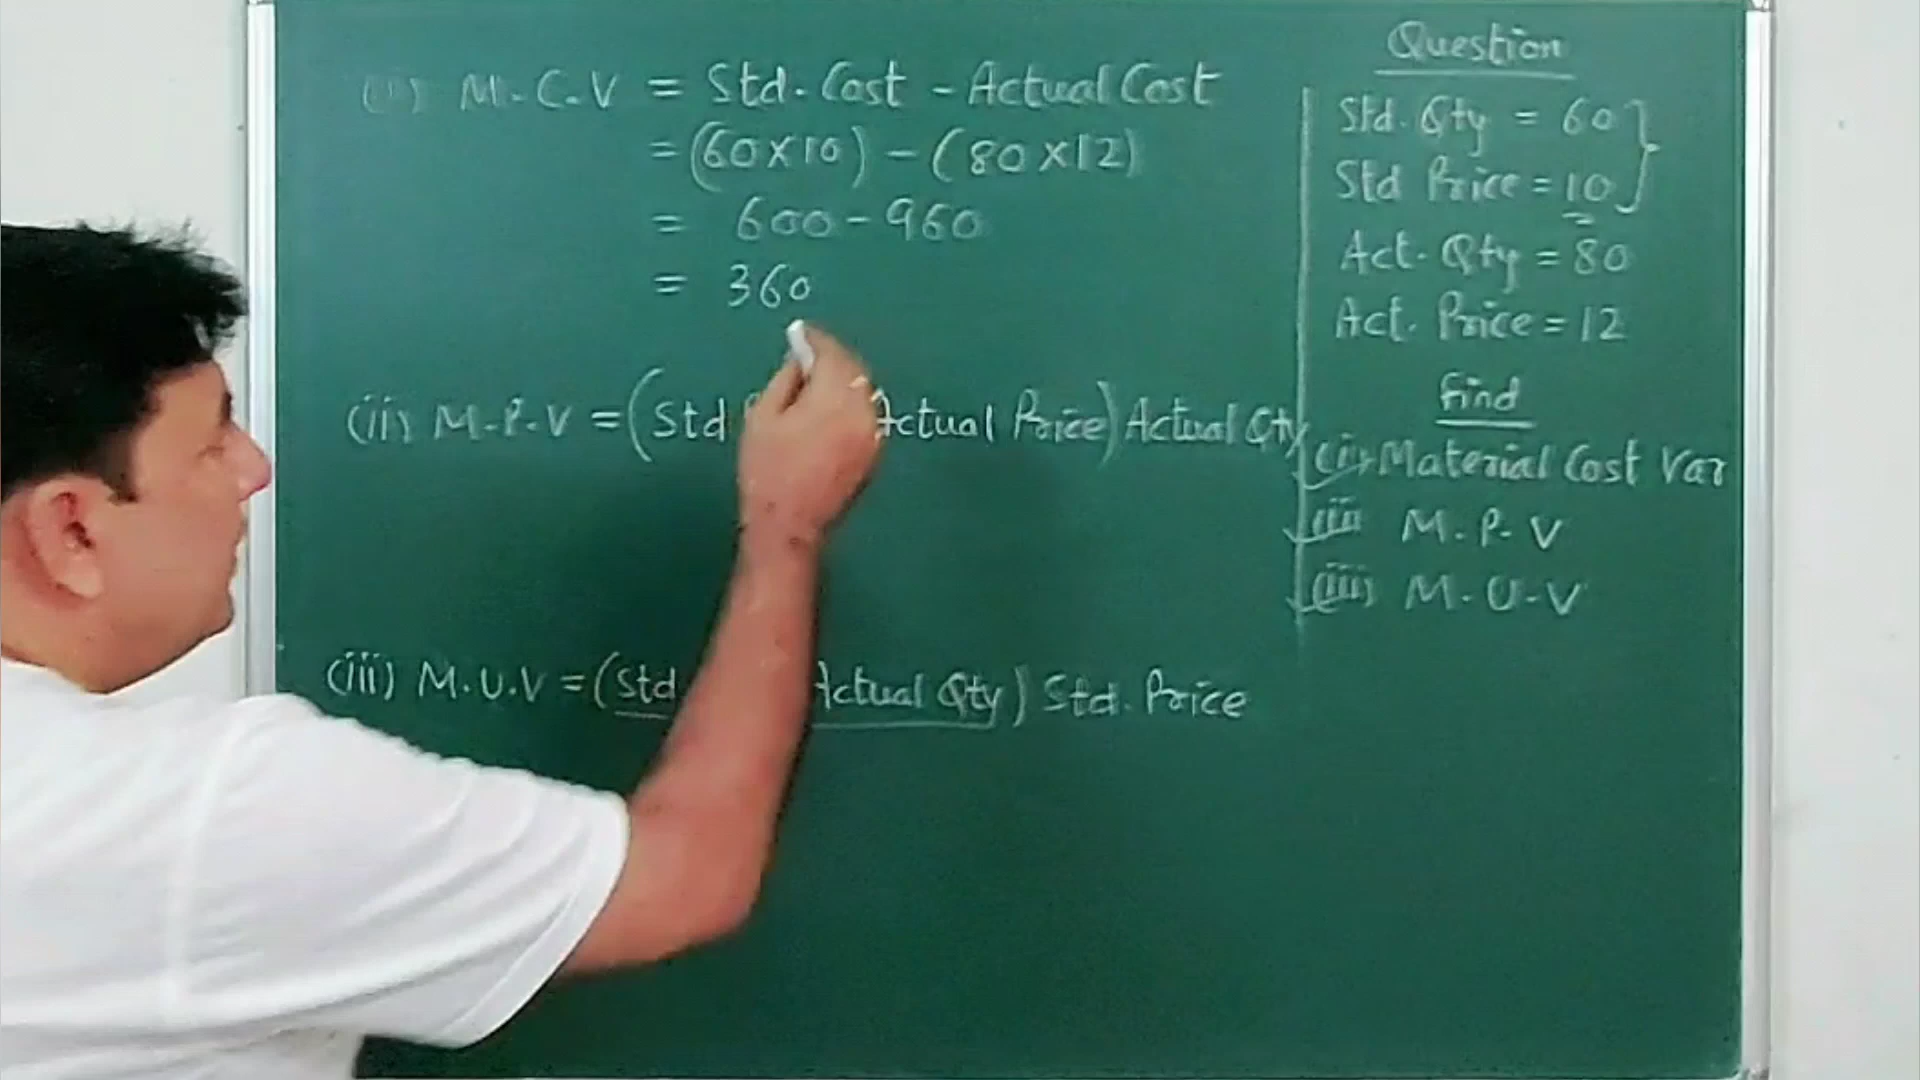 (i) M.C.V = Std. Cost - Actual Cost
= (60X10) - (80X12)
= 600 - 960
= 360
(ii) M.P.V = (Std Actual Price) Actual Qty
(iii) M.U.V = (Std Actual Qty) Std. Price
Question
Std. Qty = 60
Std Price = 10
Act. Qty = 80
Act. Price = 12
find
(i) Material Cost Var
(ii) M.P.V
(iii) M.U.V